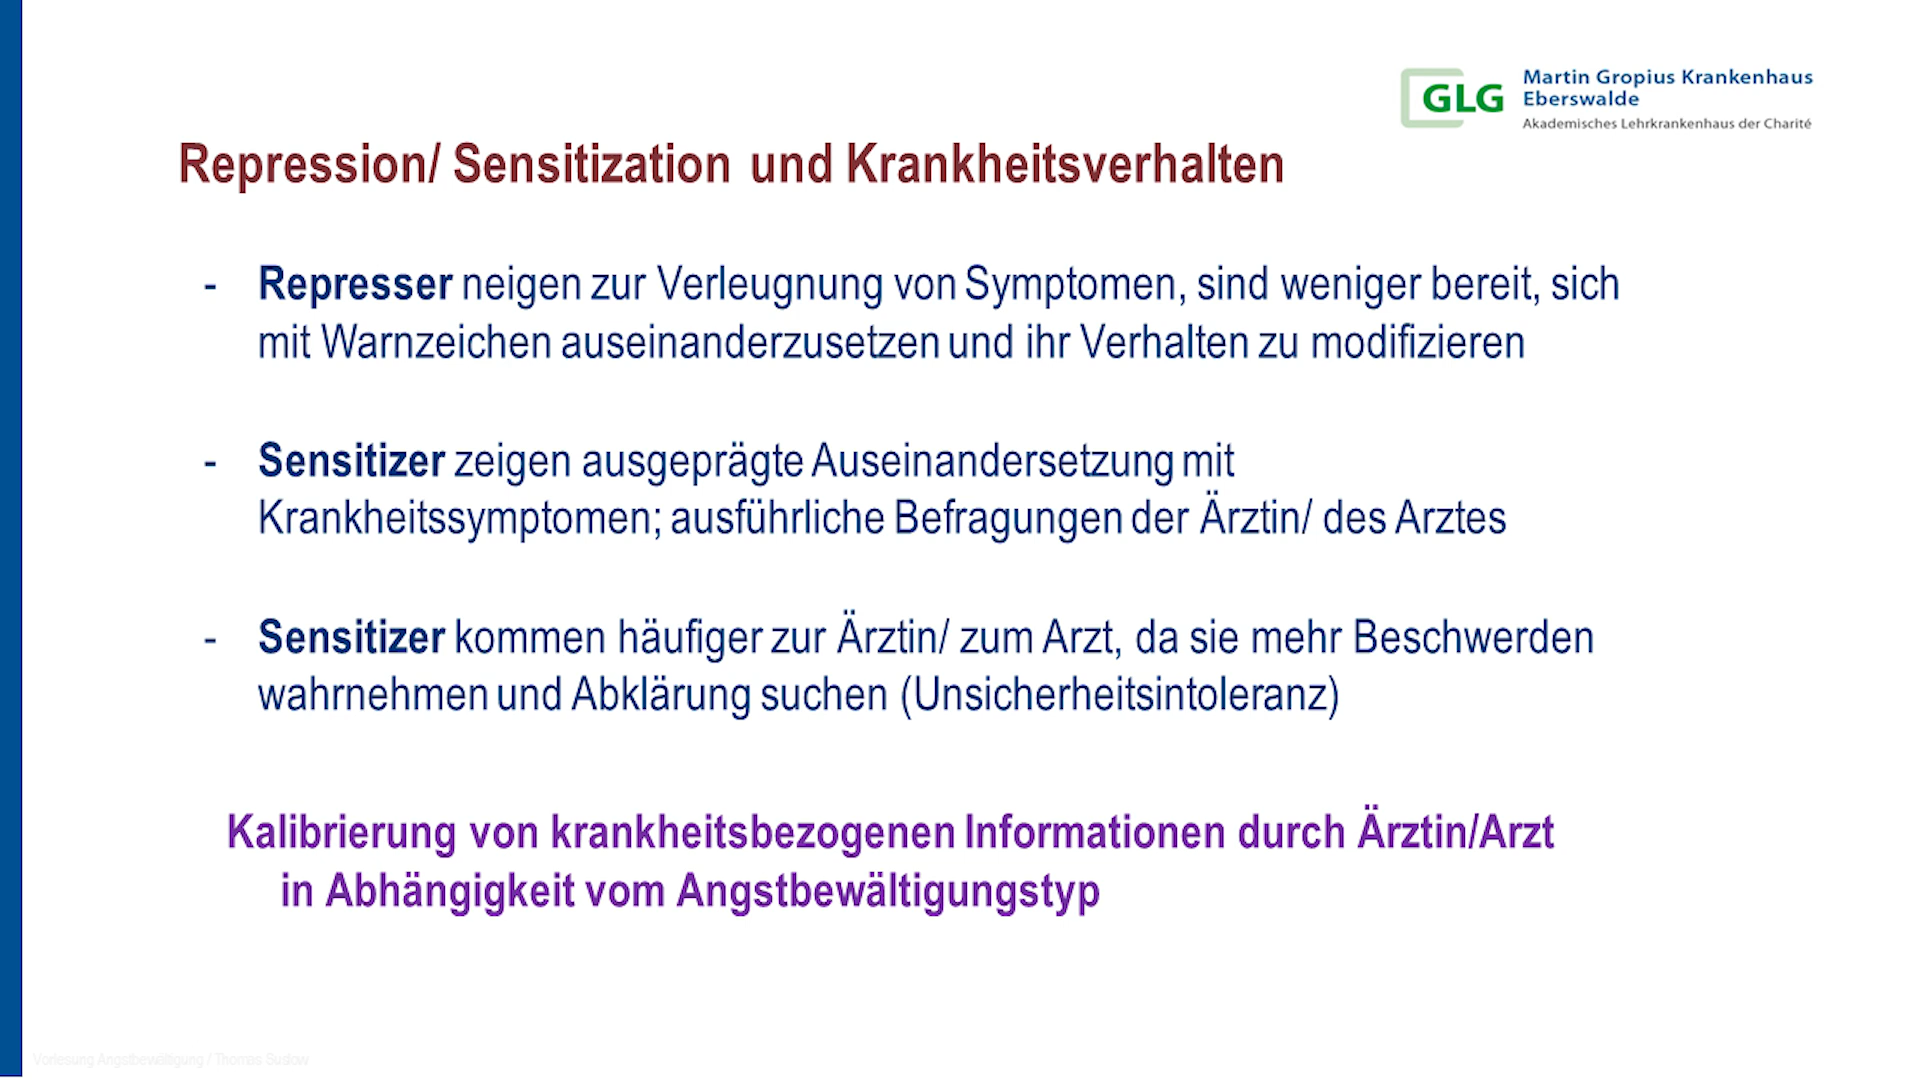 GLG
Martin Gropius Krankenhaus
Eberswalde
Akademisches Lehrkrankenhaus der Charité
Repression/ Sensitization und Krankheitsverhalten
- Represser neigen zur Verleugnung von Symptomen, sind weniger bereit, sich
mit Warnzeichen auseinanderzusetzen und ihr Verhalten zu modifizieren
- Sensitizer zeigen ausgeprägte Auseinandersetzung mit
Krankheitssymptomen; ausführliche Befragungen der Ärztin/ des Arztes
- Sensitizer kommen häufiger zur Ärztin/ zum Arzt, da sie mehr Beschwerden
wahrnehmen und Abklärung suchen (Unsicherheitsintoleranz)
Kalibrierung von krankheitsbezogenen Informationen durch Ärztin/Arzt
in Abhängigkeit vom Angstbewältigungstyp
Vorlesung Angstbewältigung / Thomas Suslow